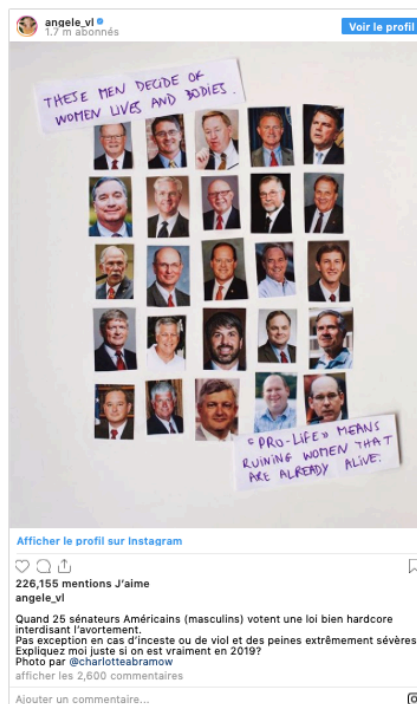 angele_vl
1.7 m abonnés
Voir le profil
THESE MEN DECIDE OF
WOMEN LIVES AND BODIES.
"PRO-LIFE" MEANS
RUINING WOMEN THAT
ARE ALREADY ALIVE.
Afficher le profil sur Instagram
226,155 mentions J'aime
angele_vl
Quand 25 sénateurs Américains (masculins) votent une loi bien hardcore
interdisant l'avortement.
Pas exception en cas d'inceste ou de viol et des peines extrêmement sévères
Expliquez moi juste si on est vraiment en 2019?
Photo par @charlotteabramow
afficher les 2,600 commentaires
Ajouter un commentaire...